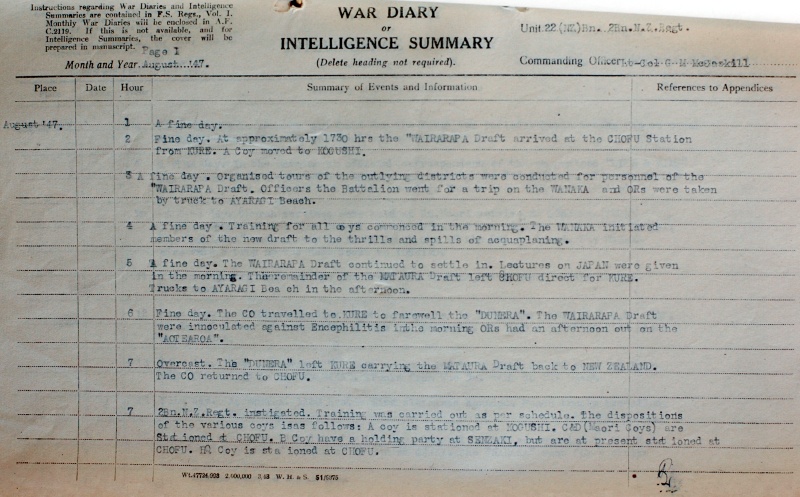 Instructions regarding War Diaries and Intelligence
Summaries are contained in F.S. Regs., Vol. I.
Monthly War Diaries will be enclosed in A.F.
C.2119. If this is not available, and for
Intelligence Summaries, the cover will be
prepared in manuscript.
Page 1
Month and Year August '47.
WAR DIARY
or
INTELLIGENCE SUMMARY
(Delete heading not required).
Unit 22 (NZ)Bn. 2Bn.N.Z.Regt.
Commanding Officer Lt-Col G M McCaskill
Place Date Hour Summary of Events and Information References to Appendices
August '47. 1 A fine day.
2 Fine day. At approximately 1730 hrs the "WAIRARAPA Draft arrived at the CHOFU Station
from KURE. A Coy moved to KOGUSHI.
3 A fine day . Organised tours of the outlying districts were conducted for personnel of the
"WAIRARAPA Draft. Officers the Battalion went for a trip on the WANAKA and ORs were taken
by truck to AYARAGI Beach.
4 A fine day . Training for all coys commenced in the morning. The WANAKA initiated
members of the new draft to the thrills and spills of acquaplaning.
5 A fine day. The WAIRARAPA Draft continued to settle in. Lectures on JAPAN were given
in the morning. The remainder of the MATAURA Draft left CHOFU direct for KURE.
Trucks to AYARAGI Bea ch in the afternoon.
6 Fine day. The CO travelled to KURE to farewell the "DUNERA". The WAIRARAPA Draft
were innoculated against Encephilitis inthe morning ORs had an afternoon out on the
"AOTEAROA".
7 Overcast. The "DUNERA" left KURE carrying the MATAURA Draft back to NEW ZEALAND.
The CO returned to CHOFU.
7 2Bn.N.Z.Regt. instigated. Training was carried out as per schedule. The dispositions
of the various coys isas follows: A coy is stationed at KOGUSHI. C&D(Maori Coys) are
Stationed at CHOFU. B Coy have a holding party at SENZAKI, but are at present stationed at
CHOFU. HQ Coy is sta ioned at CHOFU.
W.H.& S. 51/5375